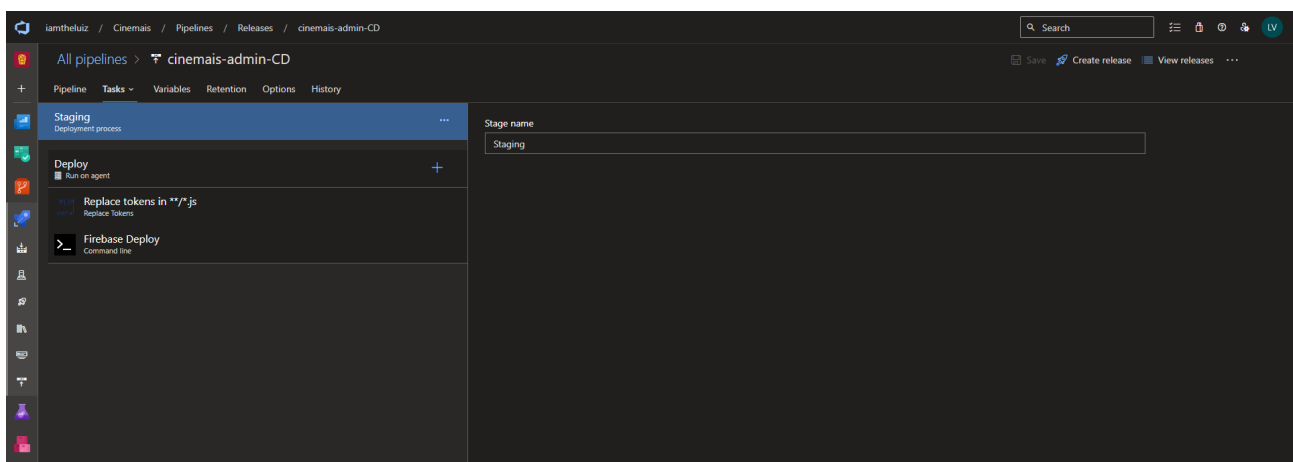 iamtheluiz / Cinemais / Pipelines / Releases / cinemais-admin-CD
Search
LV
All pipelines > cinemais-admin-CD
Save Create release View releases ...
Pipeline Tasks Variables Retention Options History
Staging
Deployment process
...
Stage name
Staging
Deploy
Run on agent
+
Replace tokens in **/*.js
Replace Tokens
Firebase Deploy
Command line